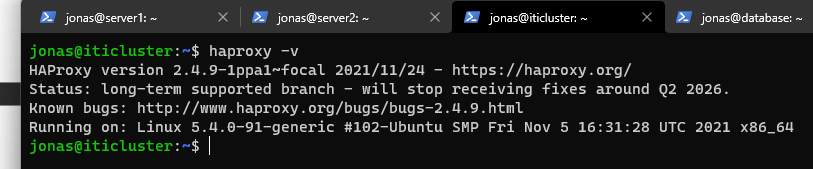 jonas@server1: ~
jonas@server2: ~
jonas@iticluster: ~
jonas@database: ~
jonas@iticluster:~$ haproxy -v
HAProxy version 2.4.9-1ppa1~focal 2021/11/24 - https://haproxy.org/
Status: long-term supported branch - will stop receiving fixes around Q2 2026.
Known bugs: http://www.haproxy.org/bugs/bugs-2.4.9.html
Running on: Linux 5.4.0-91-generic #102-Ubuntu SMP Fri Nov 5 16:31:28 UTC 2021 x86_64
jonas@iticluster:~$